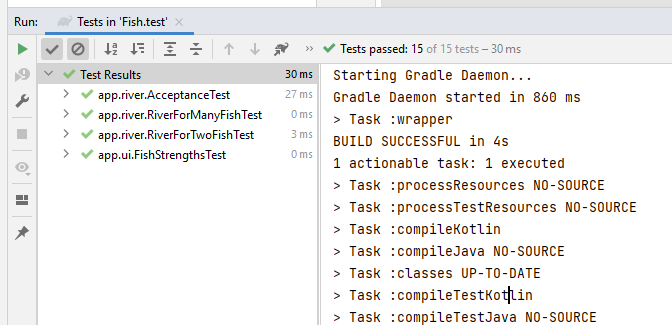 Run: Tests in 'Fish.test' ×
>> Tests passed: 15 of 15 tests – 30 ms
Test Results 30 ms
app.river.AcceptanceTest 27 ms
app.river.RiverForManyFishTest 0 ms
app.river.RiverForTwoFishTest 3 ms
app.ui.FishStrengthsTest 0 ms
Starting Gradle Daemon...
Gradle Daemon started in 860 ms
> Task :wrapper
BUILD SUCCESSFUL in 4s
1 actionable task: 1 executed
> Task :processResources NO-SOURCE
> Task :processTestResources NO-SOURCE
> Task :compileKotlin
> Task :compileJava NO-SOURCE
> Task :classes UP-TO-DATE
> Task :compileTestKotlin
> Task :compileTestJava NO-SOURCE